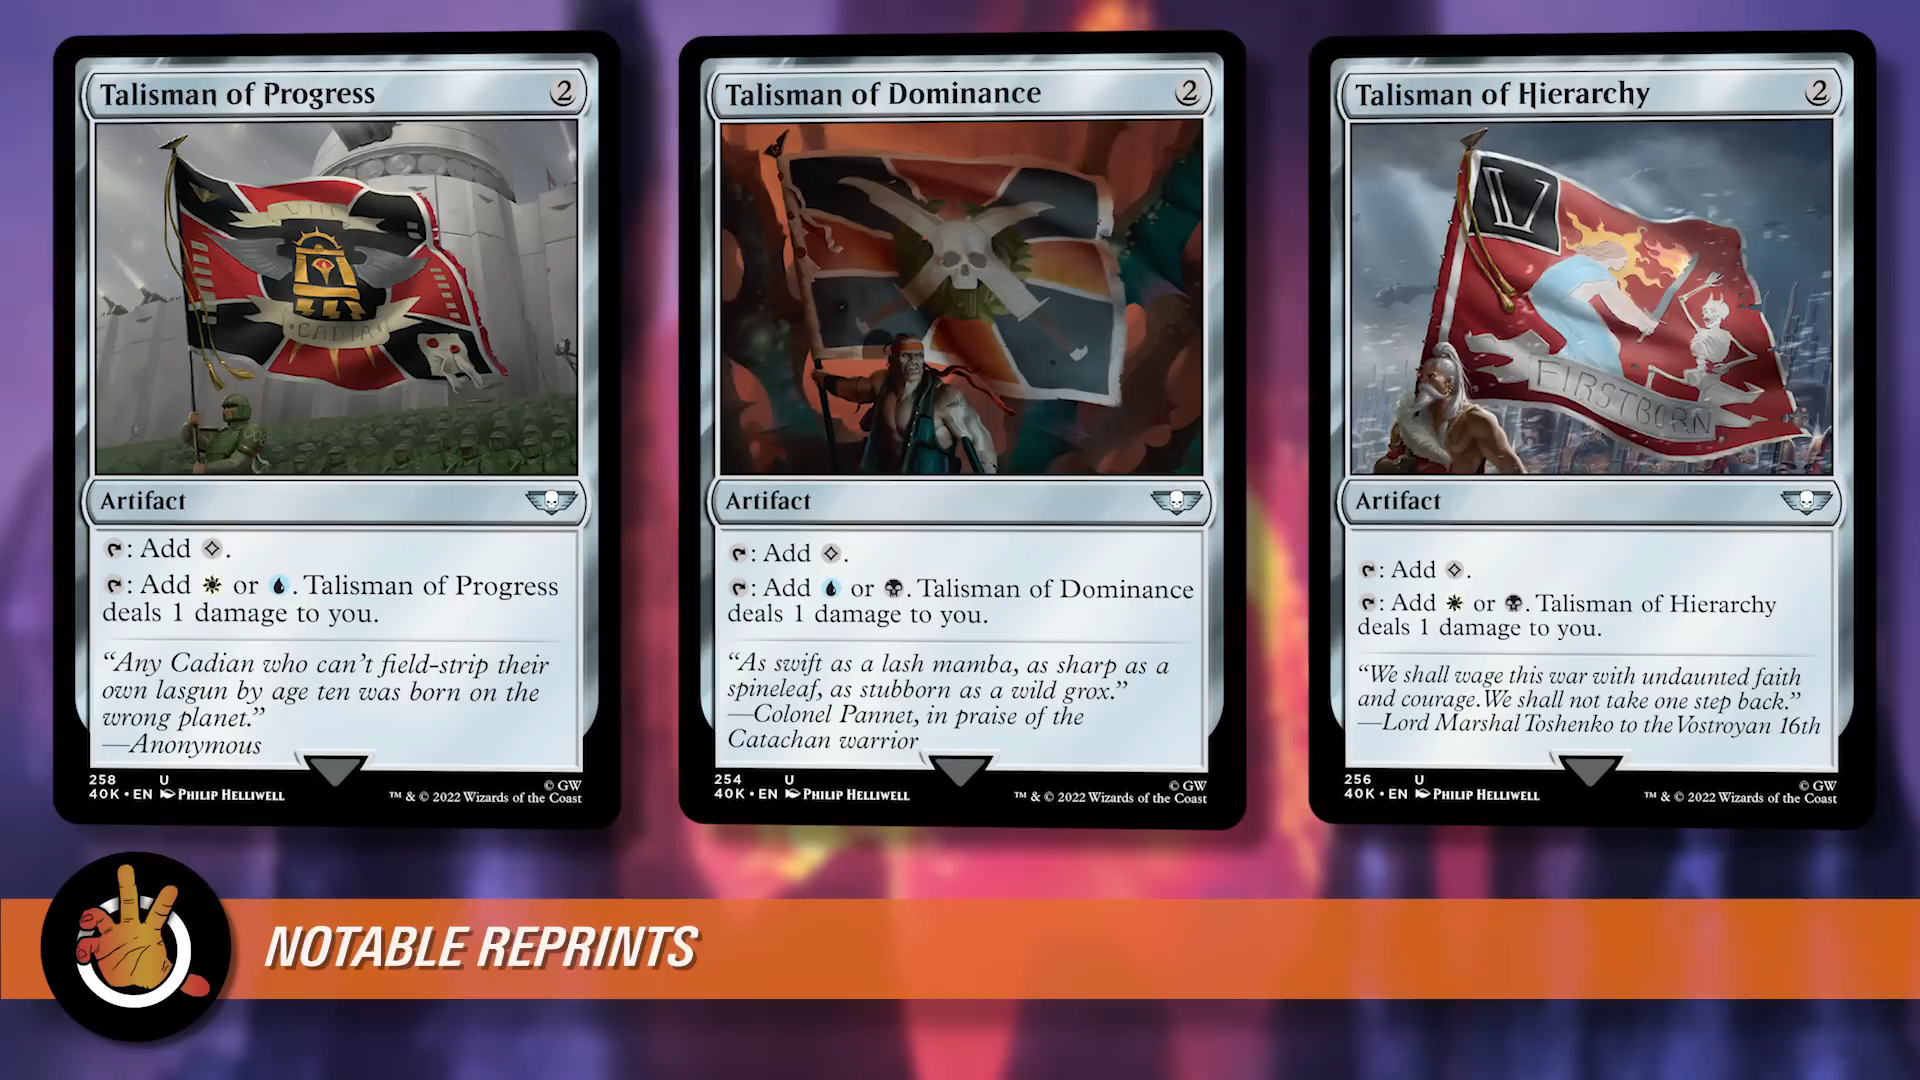 Talisman of Progress 2
VIII
CADIA
Artifact
: Add .
: Add or . Talisman of Progress
deals 1 damage to you.
“Any Cadian who can’t field-strip their
own lasgun by age ten was born on the
wrong planet.”
—Anonymous
258 U
40K • EN Philip Helliwell
© GW
™ & © 2022 Wizards of the Coast
Talisman of Dominance 2
Artifact
: Add .
: Add or . Talisman of Dominance
deals 1 damage to you.
“As swift as a lash mamba, as sharp as a
spineleaf, as stubborn as a wild grox.”
—Colonel Pannet, in praise of the
Catachan warrior
254 U
40K • EN Philip Helliwell
© GW
™ & © 2022 Wizards of the Coast
Talisman of Hierarchy 2
IV
FIRSTBORN
Artifact
: Add .
: Add or . Talisman of Hierarchy
deals 1 damage to you.
“We shall wage this war with undaunted faith
and courage. We shall not take one step back.”
—Lord Marshal Toshenko to the Vostroyan 16th
256 U
40K • EN Philip Helliwell
© GW
™ & © 2022 Wizards of the Coast
NOTABLE REPRINTS